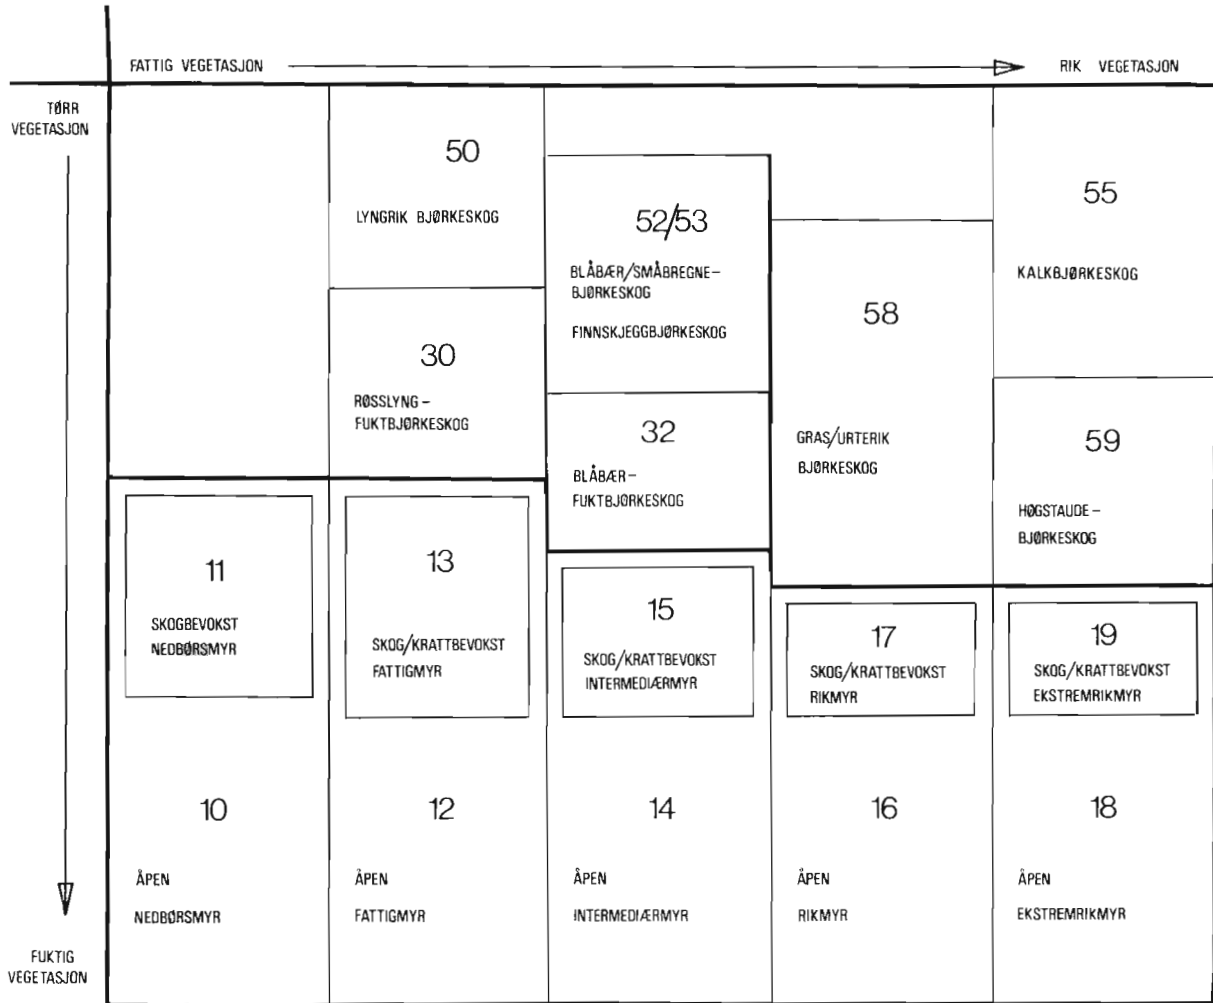 FATTIG VEGETASJON
RIK VEGETASJON
TØRR
VEGETASJON
50
LYNGRIK BJØRKESKOG
52/53
BLÅBÆR/SMÅBREGNE-
BJØRKESKOG
FINNSKJEGGBJØRKESKOG
55
KALKBJØRKESKOG
58
GRAS/URTERIK
BJØRKESKOG
30
RØSSLYNG-
FUKTBJØRKESKOG
32
BLÅBÆR-
FUKTBJØRKESKOG
59
HØGSTAUDE-
BJØRKESKOG
11
SKOGBEVOKST
NEDBØRSMYR
13
SKOG/KRATTBEVOKST
FATTIGMYR
15
SKOG/KRATTBEVOKST
INTERMEDIÆRMYR
17
SKOG/KRATTBEVOKST
RIKMYR
19
SKOG/KRATTBEVOKST
EKSTREMRIKMYR
10
ÅPEN
NEDBØRSMYR
12
ÅPEN
FATTIGMYR
14
ÅPEN
INTERMEDIÆRMYR
16
ÅPEN
RIKMYR
18
ÅPEN
EKSTREMRIKMYR
FUKTIG
VEGETASJON